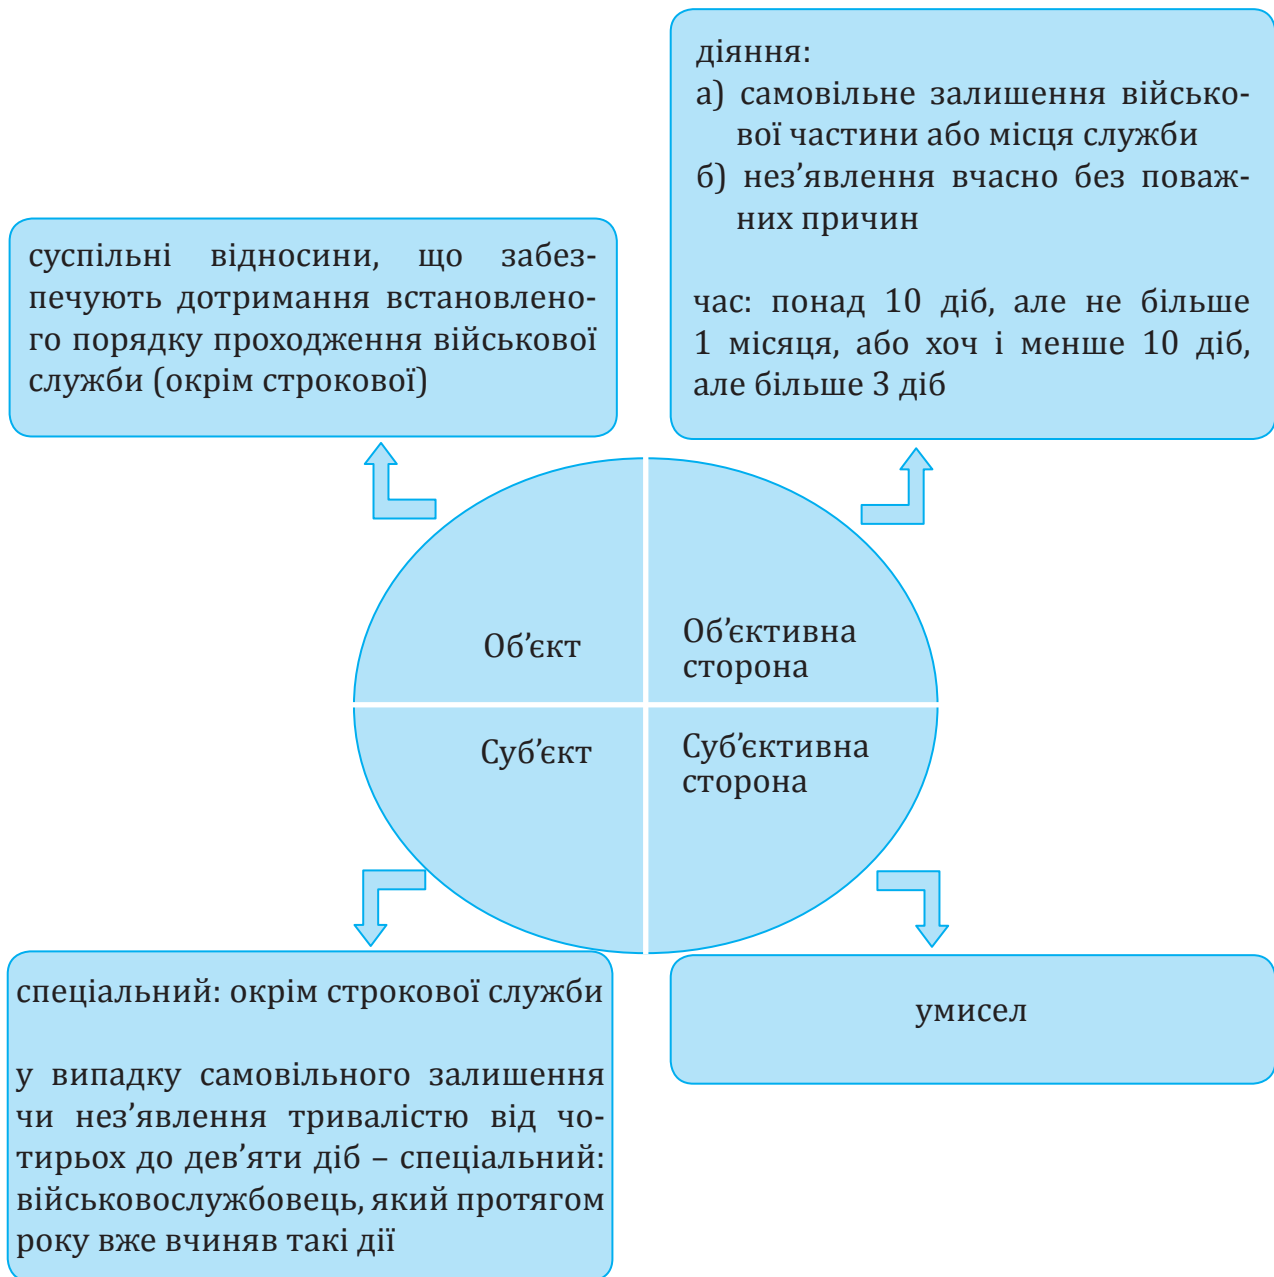 діяння:
а) самовільне залишення військо-
вої частини або місця служби
б) нез’явлення вчасно без поваж-
них причин
час: понад 10 діб, але не більше
1 місяця, або хоч і менше 10 діб,
але більше 3 діб
суспільні відносини, що забез-
печують дотримання встановлено-
го порядку проходження військової
служби (окрім строкової)
Об’єкт
Об’єктивна
сторона
Суб’єкт
Суб’єктивна
сторона
спеціальний: окрім строкової служби
у випадку самовільного залишення
чи нез’явлення тривалістю від чо-
тирьох до дев’яти діб – спеціальний:
військовослужбовець, який протягом
року вже вчиняв такі дії
умисел